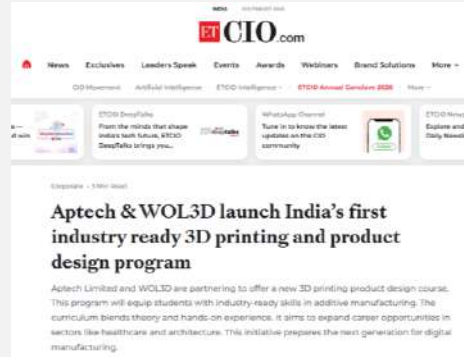 INDIA
ET CIO.com
News Exclusives Leaders Speak Events Awards Webinars Brand Solutions More
CIO Movement Artificial Intelligence ETCIO Intelligence ETCIO Annual Conclave 2026 More
ETCIO DeepTalks
From the minds that shape
India's tech future, ETCIO
DeepTalks brings you...
WhatsApp Channel
Tune in to know the latest
updates on the CIO
community
Explore and
Corporate • 3 Min Read
Aptech & WOL3D launch India's first
industry ready 3D printing and product
design program
Aptech Limited and WOL3D are partnering to offer a new 3D printing product design course.
This program will equip students with industry-ready skills in additive manufacturing. The
curriculum blends theory and hands-on experience. It aims to expand career opportunities in
sectors like healthcare and architecture. This initiative prepares the next generation for digital
manufacturing.